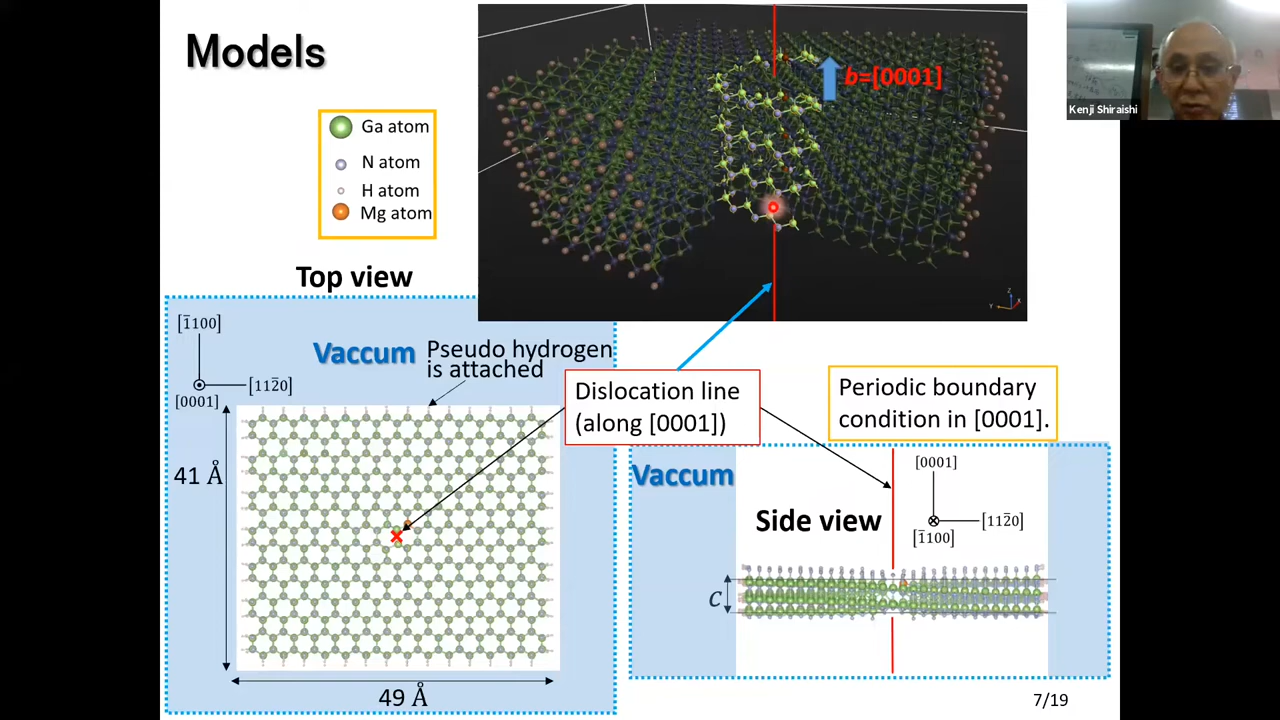 Models
b=[0001]
Kenji Shiraishi
Ga atom
N atom
H atom
Mg atom
Z
Y
X
Top view
[1̅100]
[112̅0]
[0001]
Vaccum
Pseudo hydrogen
is attached
Dislocation line
(along [0001])
Periodic boundary
condition in [0001].
41 Å
49 Å
Vaccum
Side view
[0001]
[112̅0]
[1̅100]
C
7/19